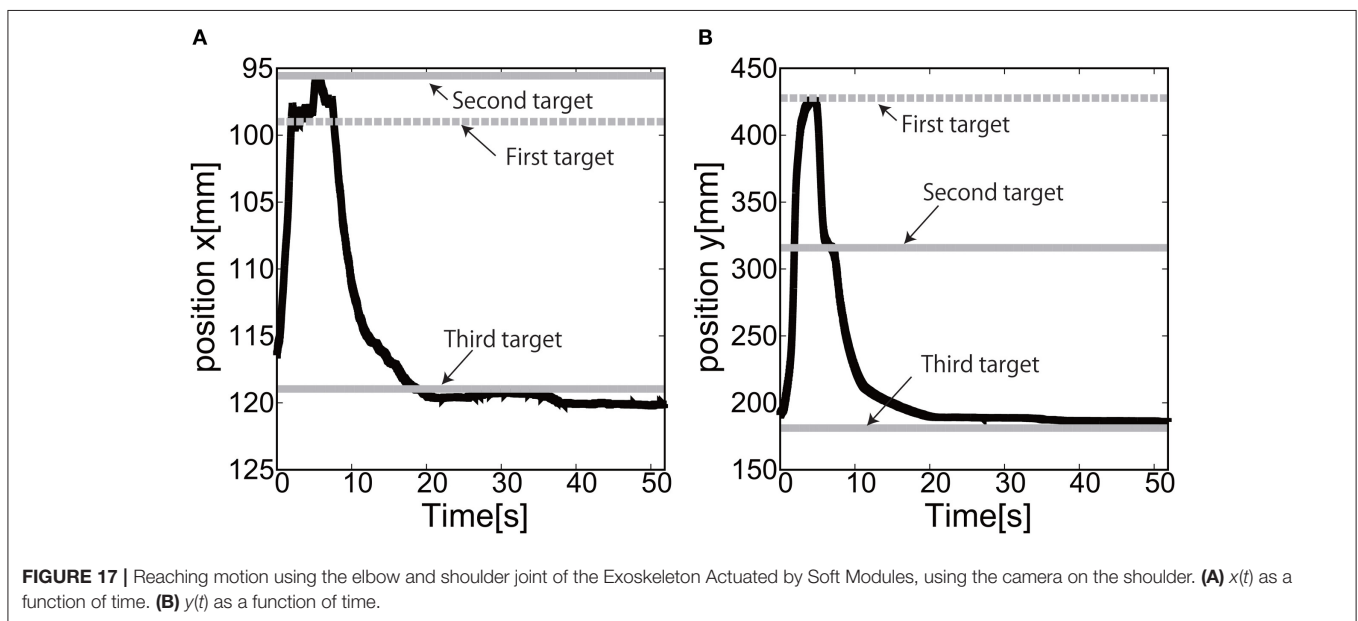 A
95
100
105
110
115
120
125
position x[mm]
Second target
First target
Third target
0 10 20 30 40 50
Time[s]
B
450
400
350
300
250
200
150
position y[mm]
First target
Second target
Third target
0 10 20 30 40 50
Time[s]
FIGURE 17 | Reaching motion using the elbow and shoulder joint of the Exoskeleton Actuated by Soft Modules, using the camera on the shoulder. (A) x(t) as a
function of time. (B) y(t) as a function of time.